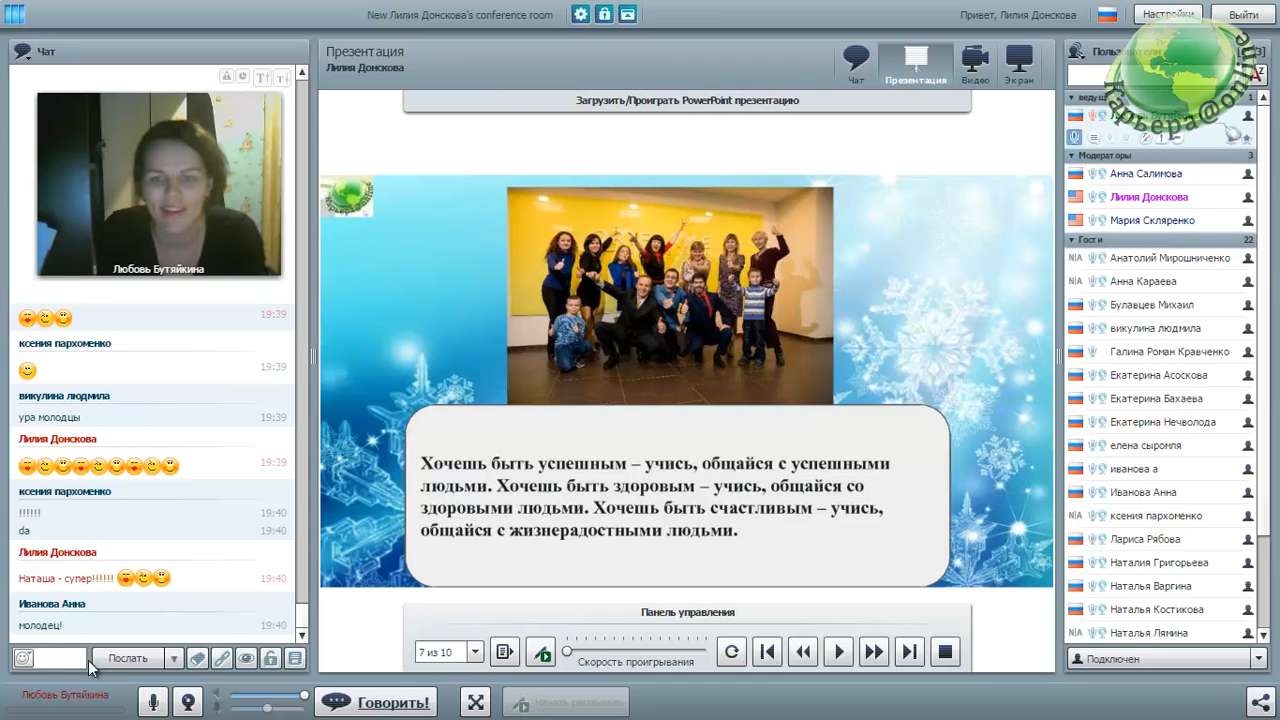 New Лилия Донскова's conference room
Привет, Лилия Донскова
Настройки
Выйти
Чат
Любовь Бутяйкина
19:39
ксения пархоменко
19:39
викулина людмила
ура молодцы 19:39
Лилия Донскова
19:39
ксения пархоменко
!!!!!! 19:40
da 19:40
Лилия Донскова
Наташа - супер!!!!!! 19:40
Иванова Анна
молодец! 19:40
Послать
Любовь Бутяйкина
Говорить!
Презентация
Лилия Донскова
Чат
Презентация
Видео
Экран
Загрузить/Проиграть PowerPoint презентацию
Хочешь быть успешным – учись, общайся с успешными
людьми. Хочешь быть здоровым – учись, общайся со
здоровыми людьми. Хочешь быть счастливым – учись,
общайся с жизнерадостными людьми.
Панель управления
7 из 10
Скорость проигрывания
Начать рисование
карьера@online
Модераторы 3
Анна Салимова
Лилия Донскова
Мария Скляренко
Гости 22
N/A Анатолий Мирошниченко
N/A Анна Караева
Булавцев Михаил
викулина людмила
Галина Роман Кравченко
Екатерина Асоскова
Екатерина Бахаева
Екатерина Нечволода
елена сыромля
иванова а
Иванова Анна
N/A ксения пархоменко
Лариса Рябова
Наталия Григорьева
Наталья Варгина
Наталья Костикова
Наталья Лямина
Подключен